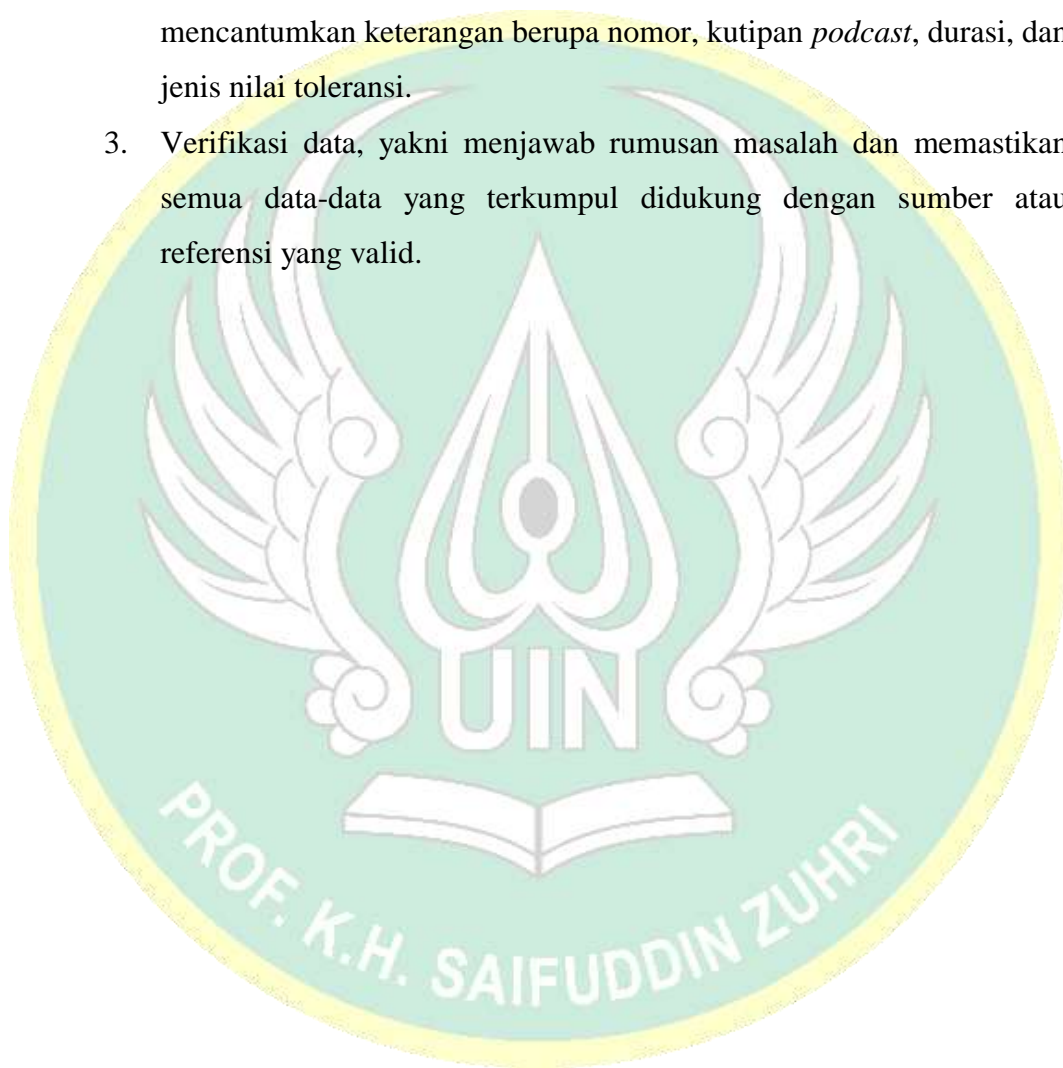 mencantumkan keterangan berupa nomor, kutipan podcast, durasi, dan
jenis nilai toleransi.
3. Verifikasi data, yakni menjawab rumusan masalah dan memastikan
semua data-data yang terkumpul didukung dengan sumber atau
referensi yang valid.
UIN
PROF. K.H. SAIFUDDIN ZUHRI